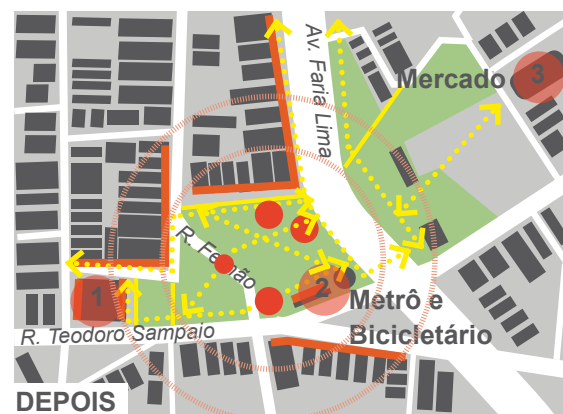 Av. Faria Lima
Mercado
3
R. Fernão
1
2
Metrô e
Bicicletário
R. Teodoro Sampaio
DEPOIS